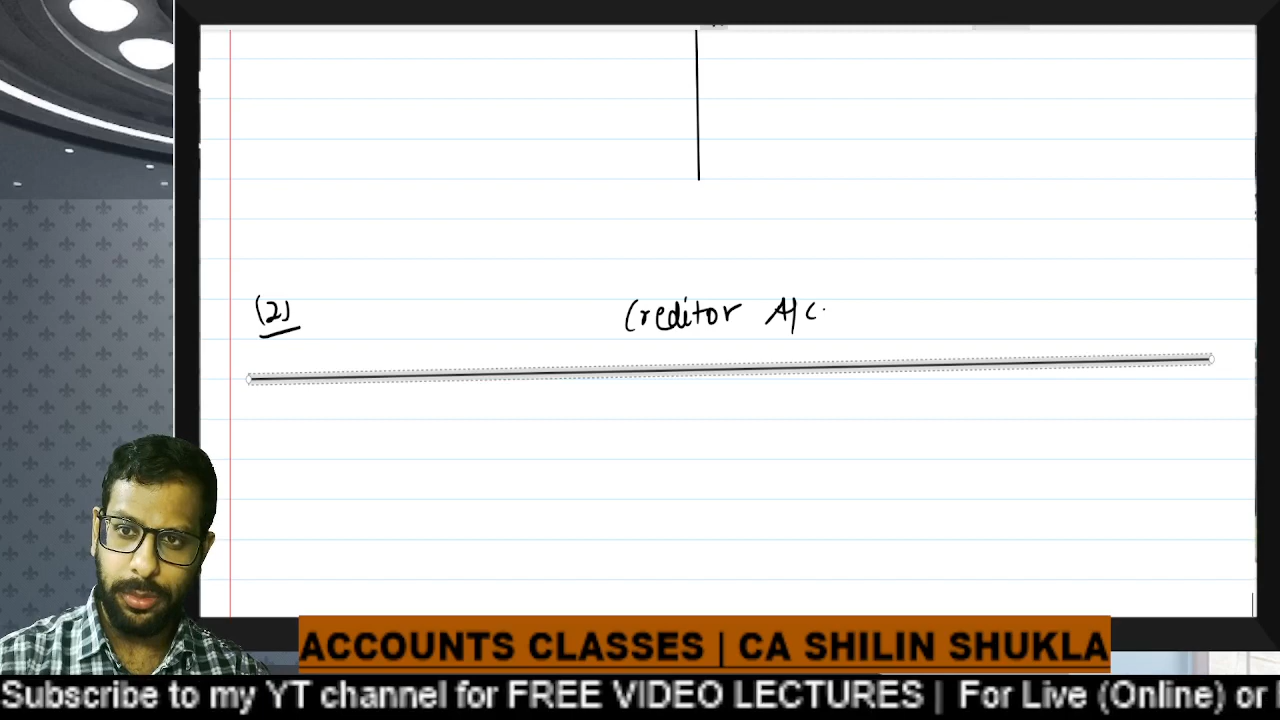 (2) Creditor A/c.
ACCOUNTS CLASSES | CA SHILIN SHUKLA
Subscribe to my YT channel for FREE VIDEO LECTURES | For Live (Online) or